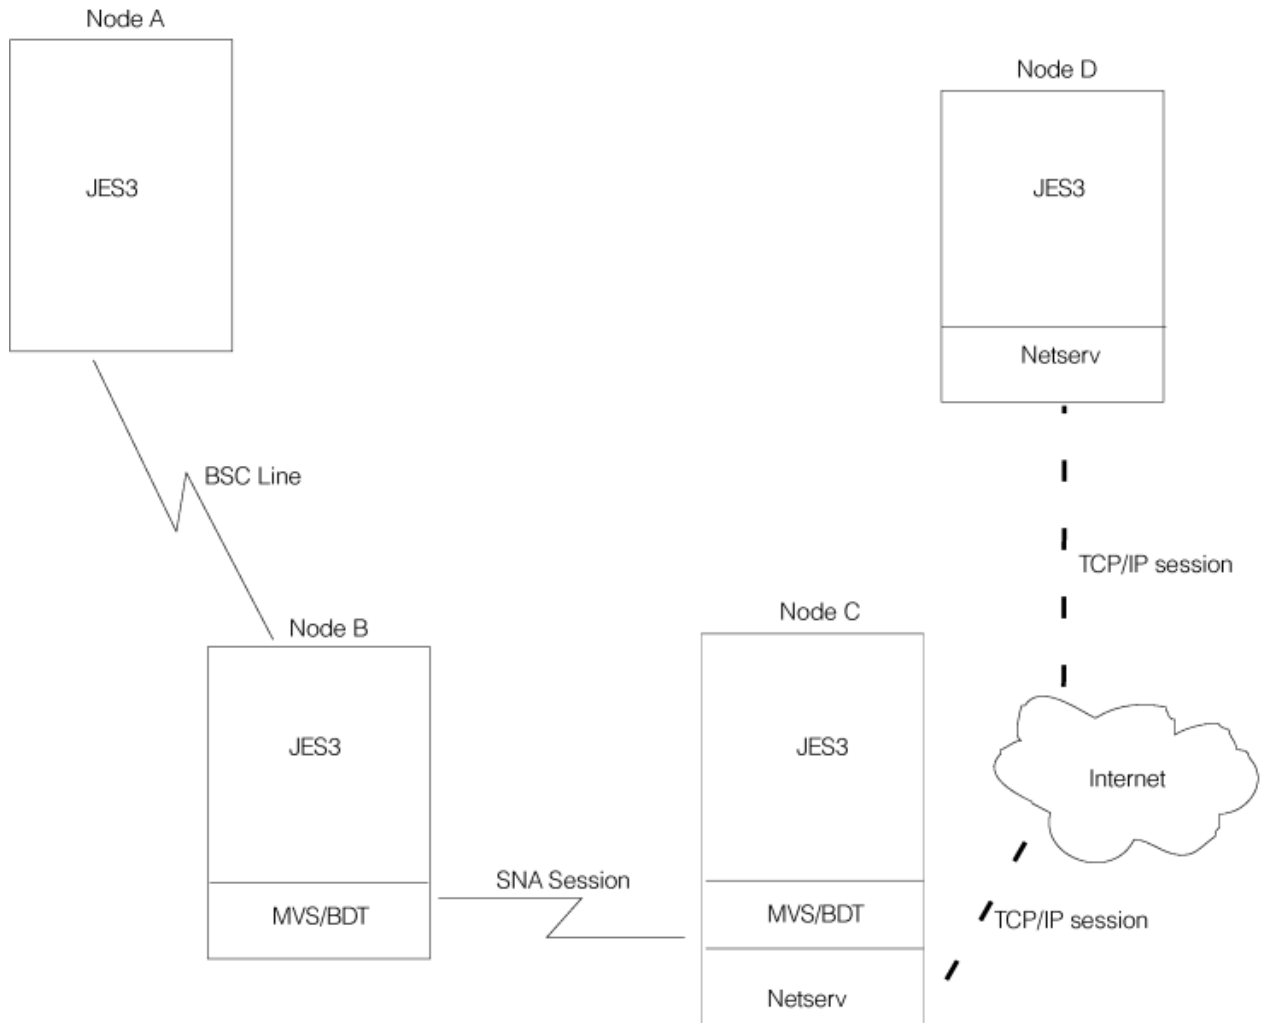 Node A
JES3
Node D
JES3
Netserv
BSC Line
TCP/IP session
Node B
JES3
MVS/BDT
SNA Session
Node C
JES3
MVS/BDT
Netserv
Internet
TCP/IP session